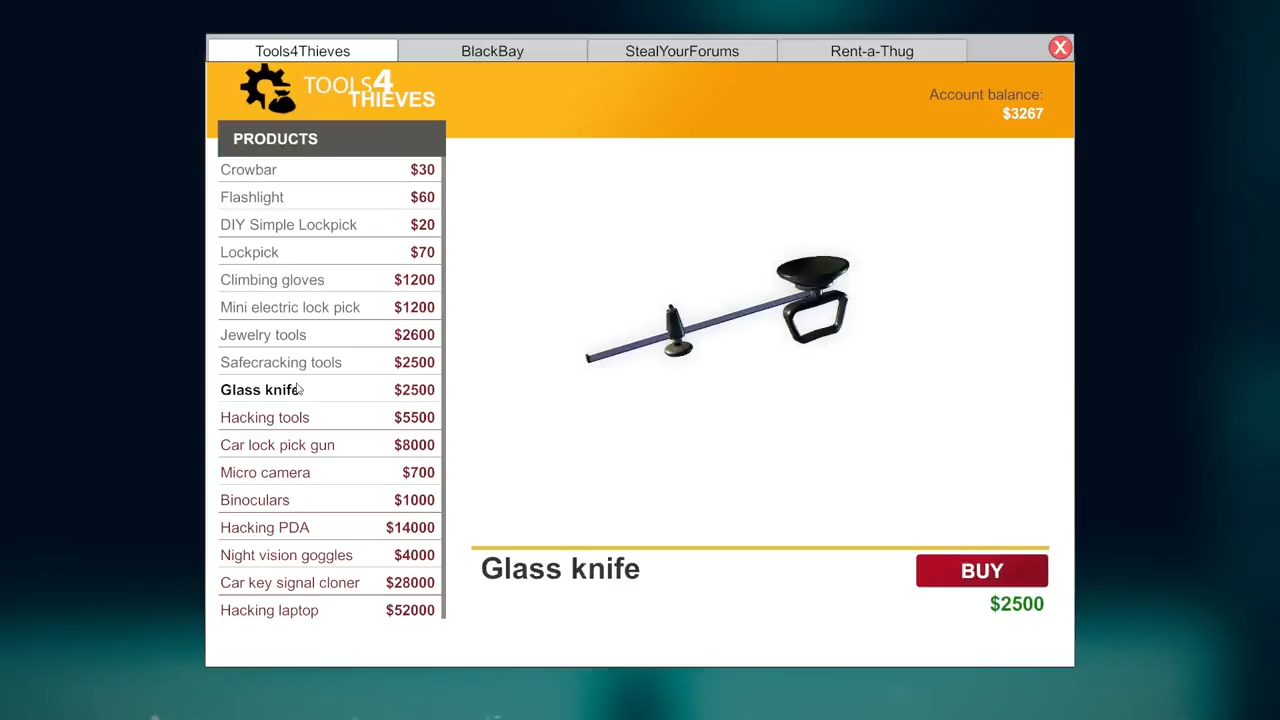 Tools4Thieves BlackBay StealYourForums Rent-a-Thug X
TOOLS4
THIEVES
Account balance:
$3267
PRODUCTS
Crowbar $30
Flashlight $60
DIY Simple Lockpick $20
Lockpick $70
Climbing gloves $1200
Mini electric lock pick $1200
Jewelry tools $2600
Safecracking tools $2500
Glass knife $2500
Hacking tools $5500
Car lock pick gun $8000
Micro camera $700
Binoculars $1000
Hacking PDA $14000
Night vision goggles $4000
Car key signal cloner $28000
Hacking laptop $52000
Glass knife
BUY
$2500